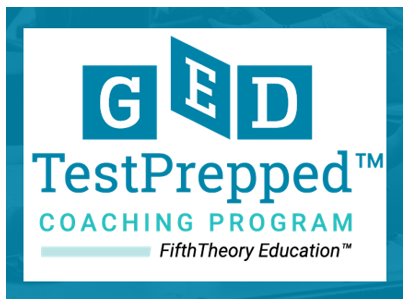 GED
TestPrepped™
COACHING PROGRAM
FifthTheory Education™